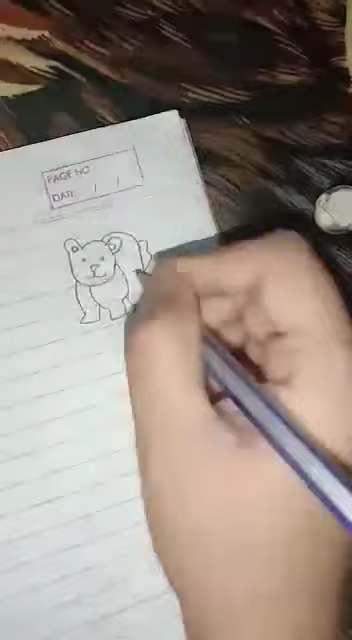 PAGE NO
DATE / /